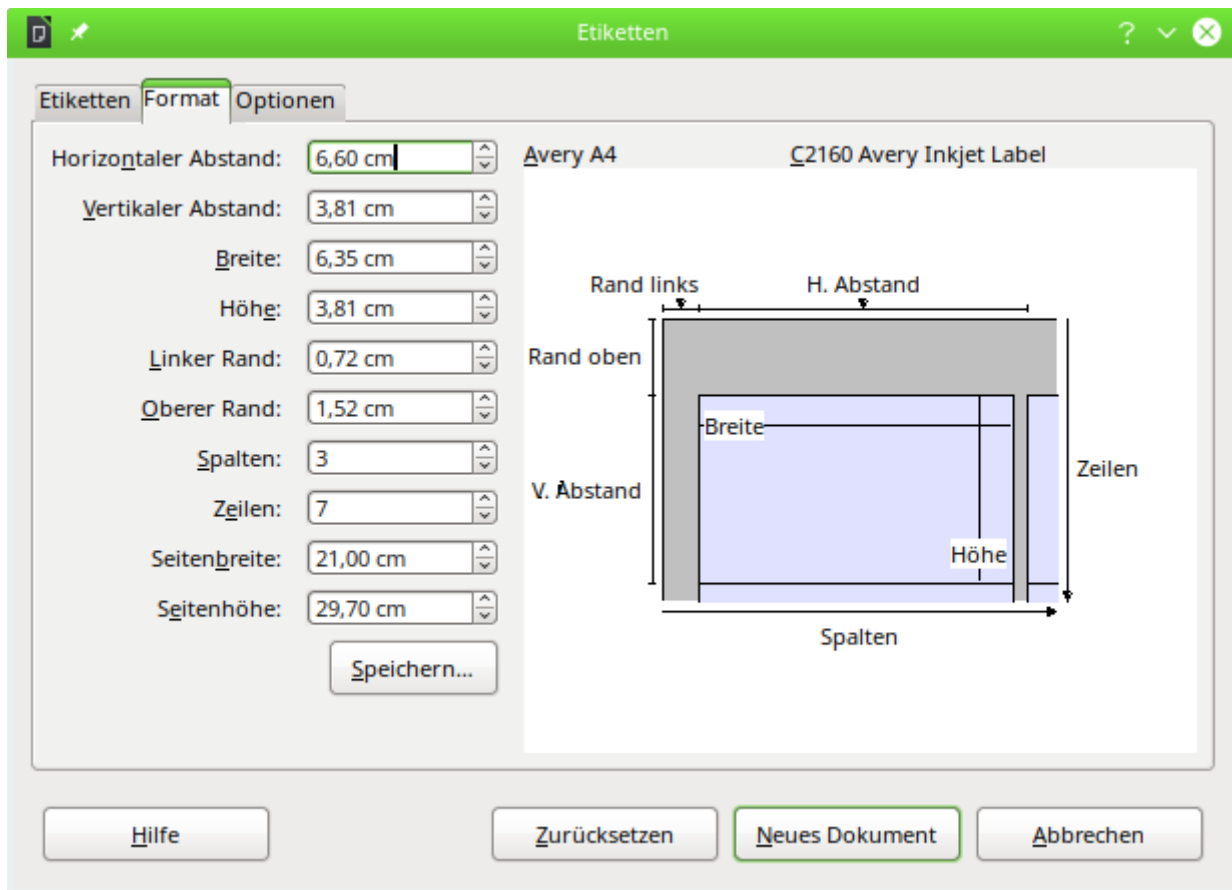 Etiketten
Etiketten Format Optionen
Horizontaler Abstand: 6,60 cm
Vertikaler Abstand: 3,81 cm
Breite: 6,35 cm
Höhe: 3,81 cm
Linker Rand: 0,72 cm
Oberer Rand: 1,52 cm
Spalten: 3
Zeilen: 7
Seitenbreite: 21,00 cm
Seitenhöhe: 29,70 cm
Speichern...
Avery A4 C2160 Avery Inkjet Label
Rand links H. Abstand
Rand oben
Breite
V. Abstand
Zeilen
Höhe
Spalten
Hilfe Zurücksetzen Neues Dokument Abbrechen